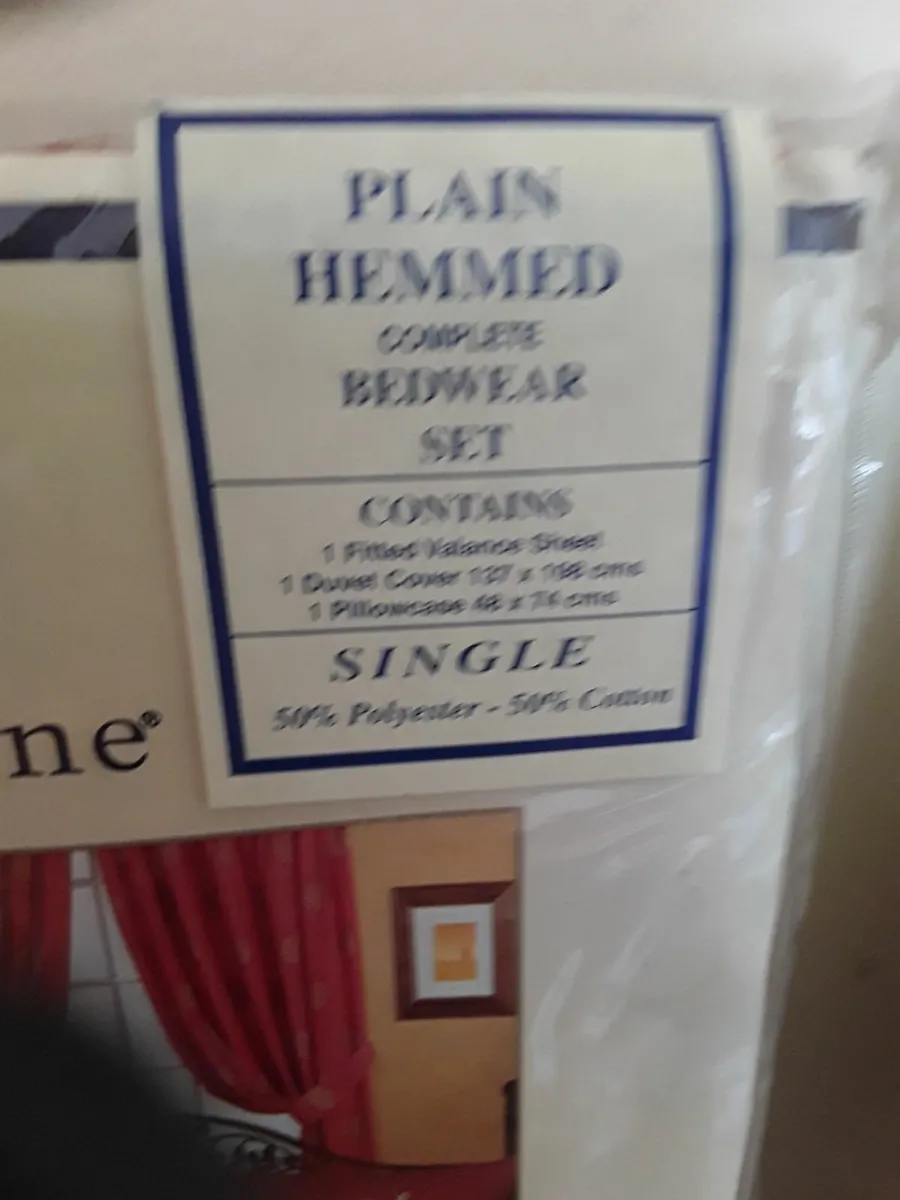 PLAIN
HEMMED
COMPLETE
BEDWEAR
SET
CONTAINS
1 Fitted Valance Sheet
1 Duvet Cover 137 x 198 cms
1 Pillowcase 48 x 74 cms
SINGLE
50% Polyester - 50% Cotton
ne®